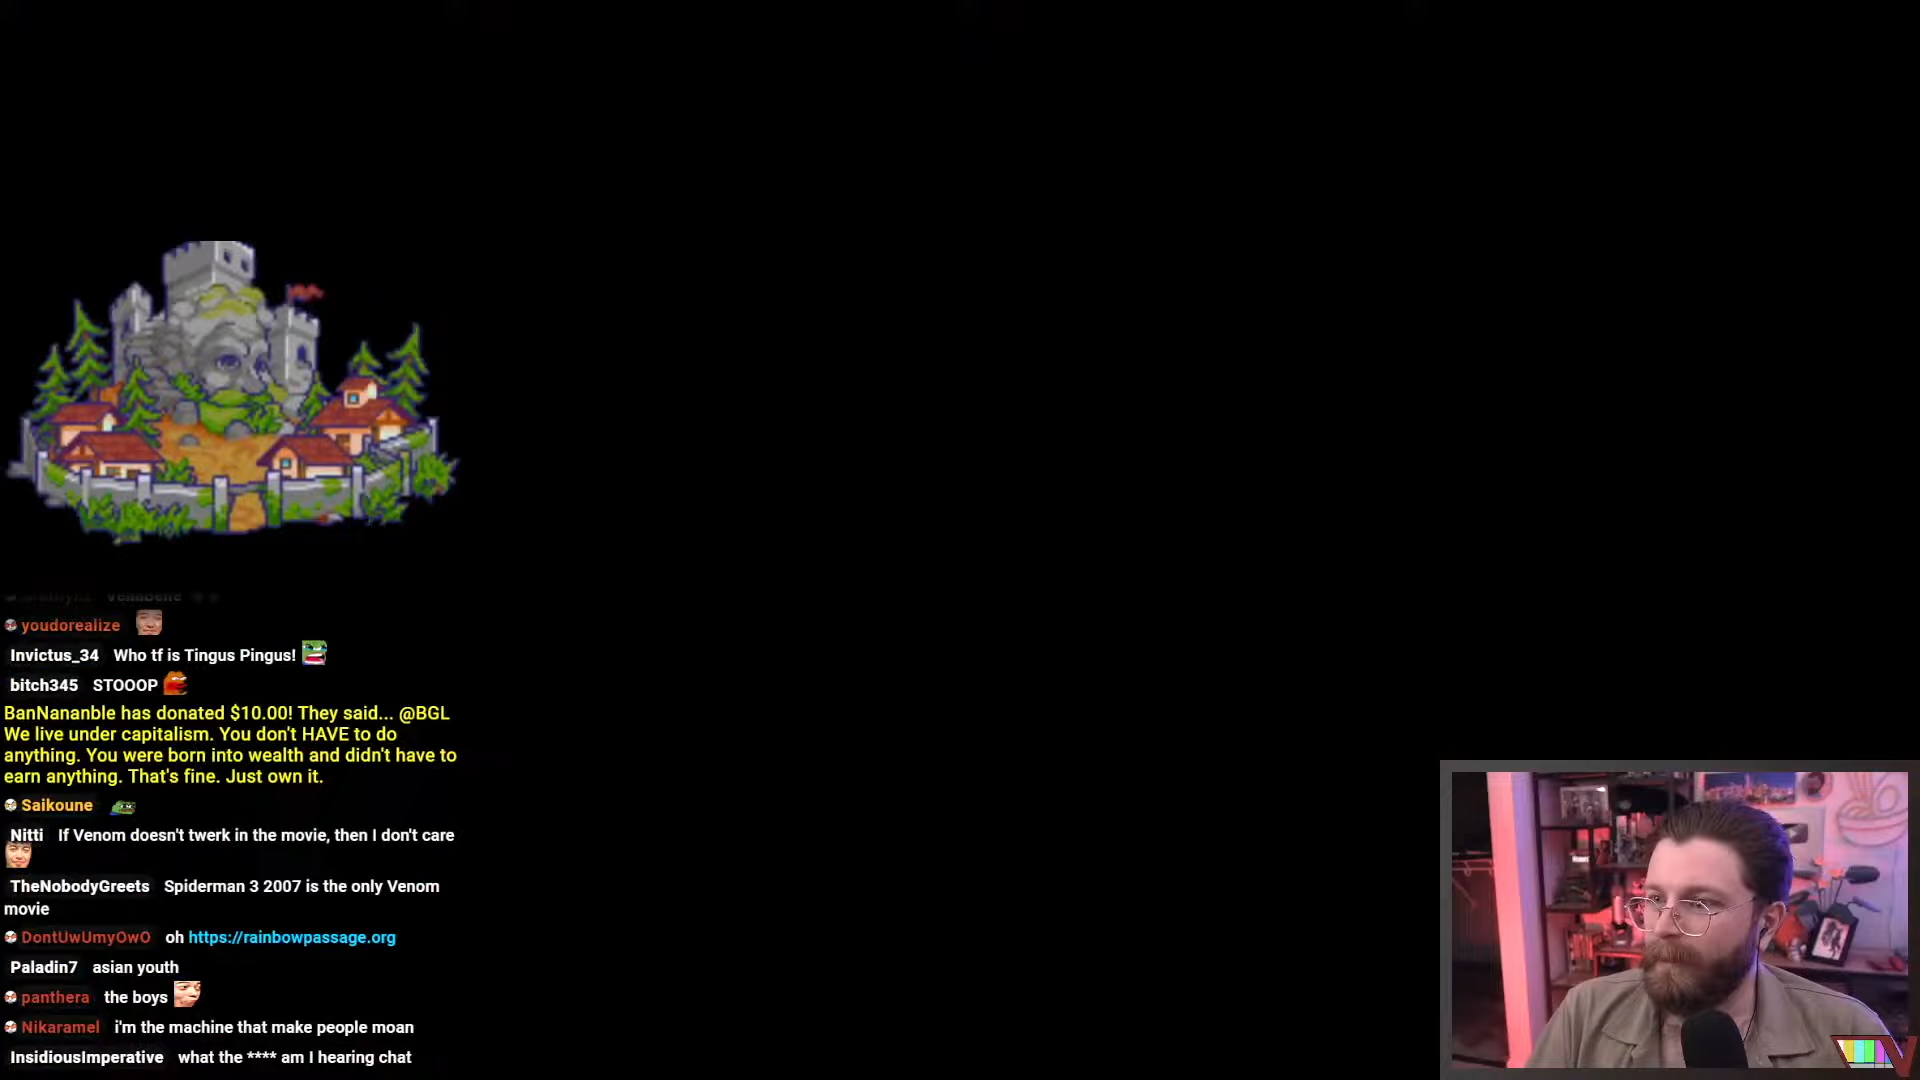 youdorealize
Invictus_34 Who tf is Tingus Pingus!
bitch345 STOOOP
BanNananble has donated $10.00! They said... @BGL
We live under capitalism. You don't HAVE to do
anything. You were born into wealth and didn't have to
earn anything. That's fine. Just own it.
Saikoune
Nitti If Venom doesn't twerk in the movie, then I don't care
TheNobodyGreets Spiderman 3 2007 is the only Venom
movie
DontUwUmyOwO oh https://rainbowpassage.org
Paladin7 asian youth
panthera the boys
Nikaramel i'm the machine that make people moan
InsidiousImperative what the **** am I hearing chat